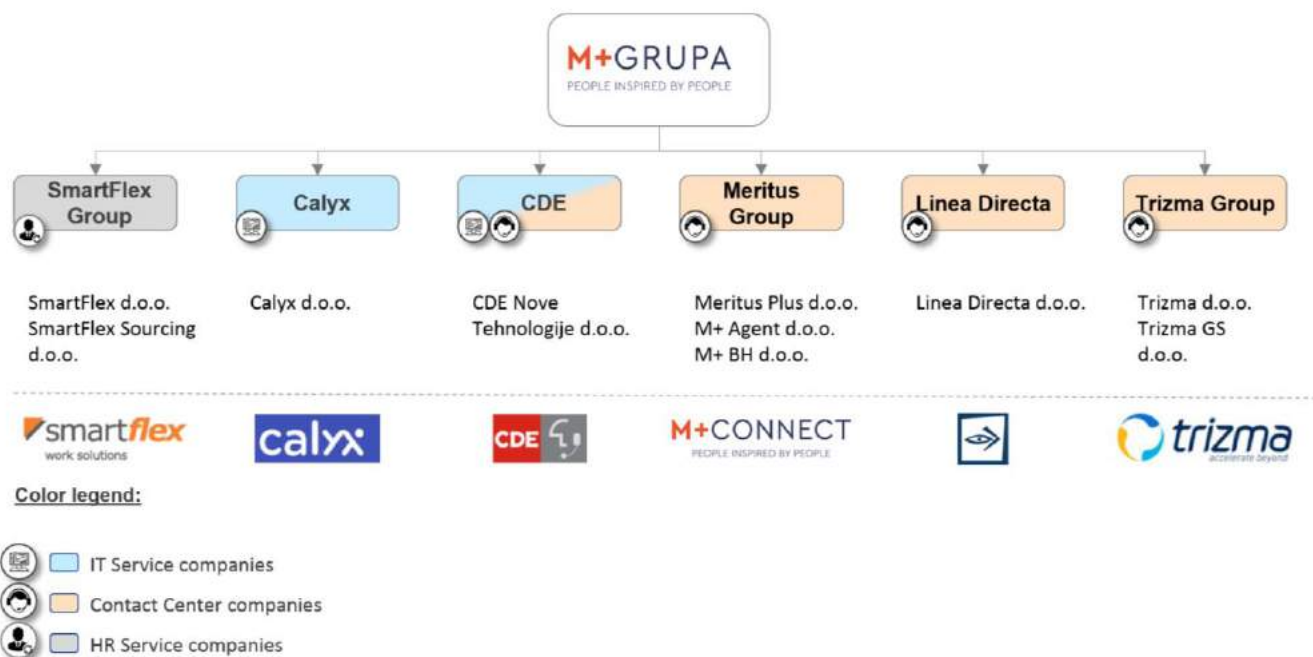 M+GRUPA
PEOPLE INSPIRED BY PEOPLE
SmartFlex
Group
Calyx
CDE
Meritus
Group
Linea Directa
Trizma Group
SmartFlex d.o.o.
SmartFlex Sourcing
d.o.o.
Calyx d.o.o.
CDE Nove
Tehnologije d.o.o.
Meritus Plus d.o.o.
M+ Agent d.o.o.
M+ BH d.o.o.
Linea Directa d.o.o.
Trizma d.o.o.
Trizma GS
d.o.o.
smartflex
work solutions
calyx
CDE
M+CONNECT
PEOPLE INSPIRED BY PEOPLE
trizma
accelerate beyond
Color legend:
IT Service companies
Contact Center companies
HR Service companies